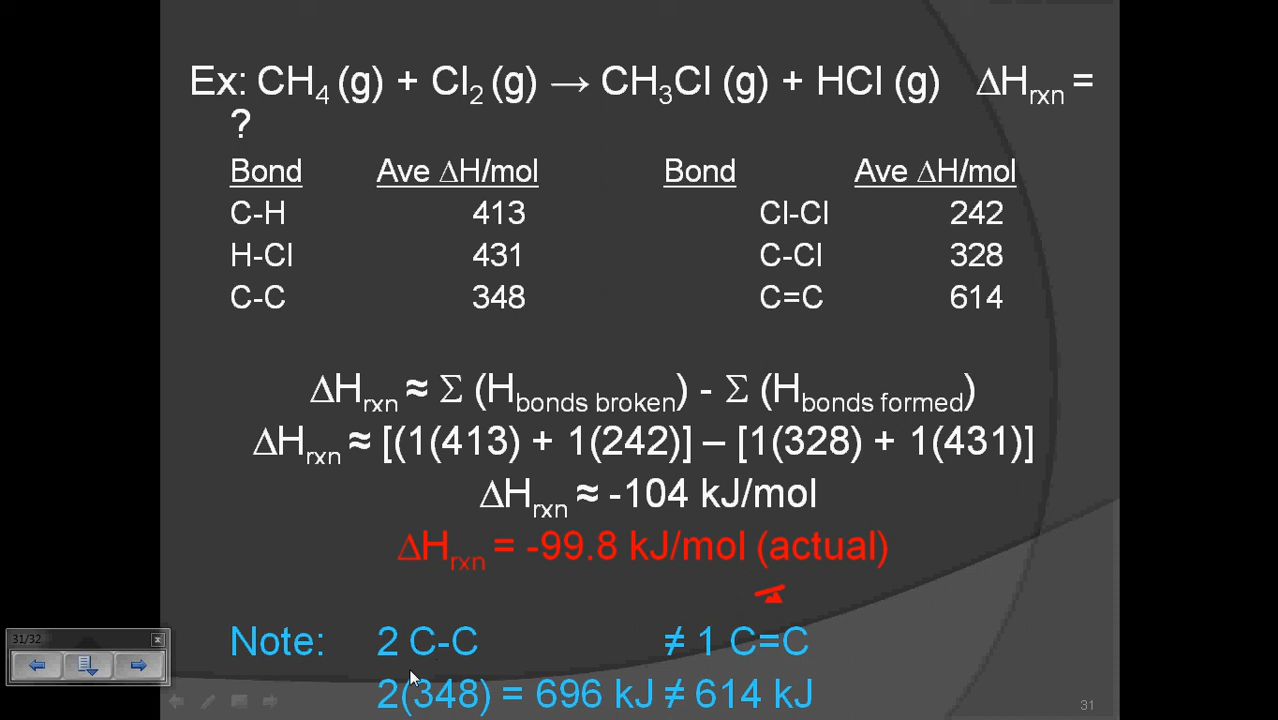 Ex: CH₄ (g) + Cl₂ (g) → CH₃Cl (g) + HCl (g) ΔHrxn =
?
Bond Ave ΔH/mol Bond Ave ΔH/mol
C-H 413 Cl-Cl 242
H-Cl 431 C-Cl 328
C-C 348 C=C 614
ΔHrxn ≈ Σ (Hbonds broken) - Σ (Hbonds formed)
ΔHrxn ≈ [(1(413) + 1(242)] – [1(328) + 1(431)]
ΔHrxn ≈ -104 kJ/mol
ΔHrxn = -99.8 kJ/mol (actual)
Note: 2 C-C ≠ 1 C=C
2(348) = 696 kJ ≠ 614 kJ
31/32 x
31